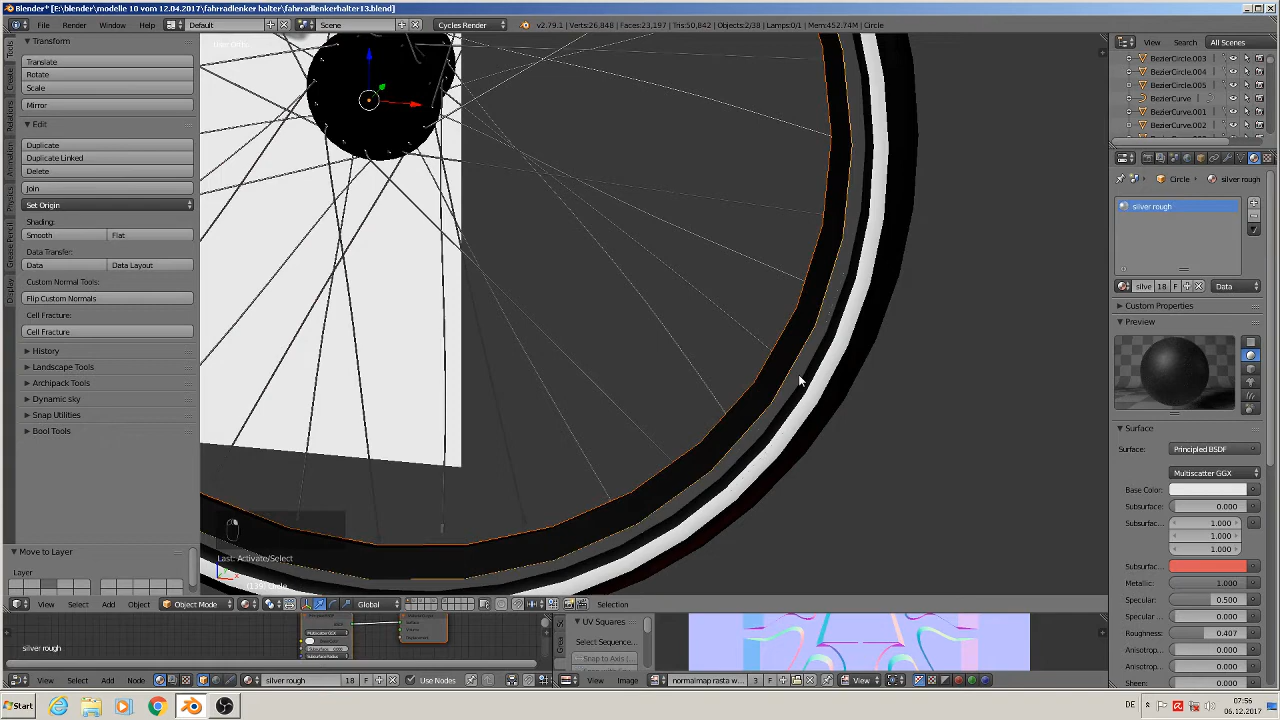 Blender* [E:\vendor\modelle 10 vom 12.04.2017\fahrradlenker halter\fahrradlenkerhalter13.blend]
File Render Window Help Default Scene Cycles Render v2.79.1 | Verts:26,848 | Faces:23,197 | Tris:50,842 | Objects:2/38 | Lamps:0/1 | Mem:452.74M | Circle
Transform
Translate
Rotate
Scale
Mirror
Edit
Duplicate
Duplicate Linked
Delete
Join
Set Origin
Shading:
Smooth Flat
Data Transfer:
Data Data Layout
Custom Normal Tools:
Flip Custom Normals
Cell Fracture:
Cell Fracture
History
Landscape Tools
Archipack Tools
Dynamic sky
Snap Utilities
Bool Tools
Move to Layer
Layer
Tools
Create
Relations
Animation
Physics
Grease Pencil
Display
Last: Activate/Select
View Select Add Object Object Mode Global Selection
silver rough
View Select Add Node silver rough 18 F Use Nodes
UV Squares
Select Sequence...
Snap to Axis (
View Image normalmap rasta w... 3 F View
View Search All Scenes
BezierCircle.003
BezierCircle.004
BezierCircle.005
BezierCurve
BezierCurve.001
BezierCurve.002
Circle silver rough
silver rough
silve 18 F Data
Custom Properties
Preview
Surface
Surface: Principled BSDF
Multiscatter GGX
Base Color:
Subsurface: 0.000
Subsurfac... 1.000
1.000
1.000
Subsurfac...
Metallic: 1.000
Specular: 0.500
Specular... 0.000
Roughness: 0.407
Anisotrop... 0.000
Anisotrop... 0.000
Sheen: 0.000
Start DE 07:56
06.12.2017